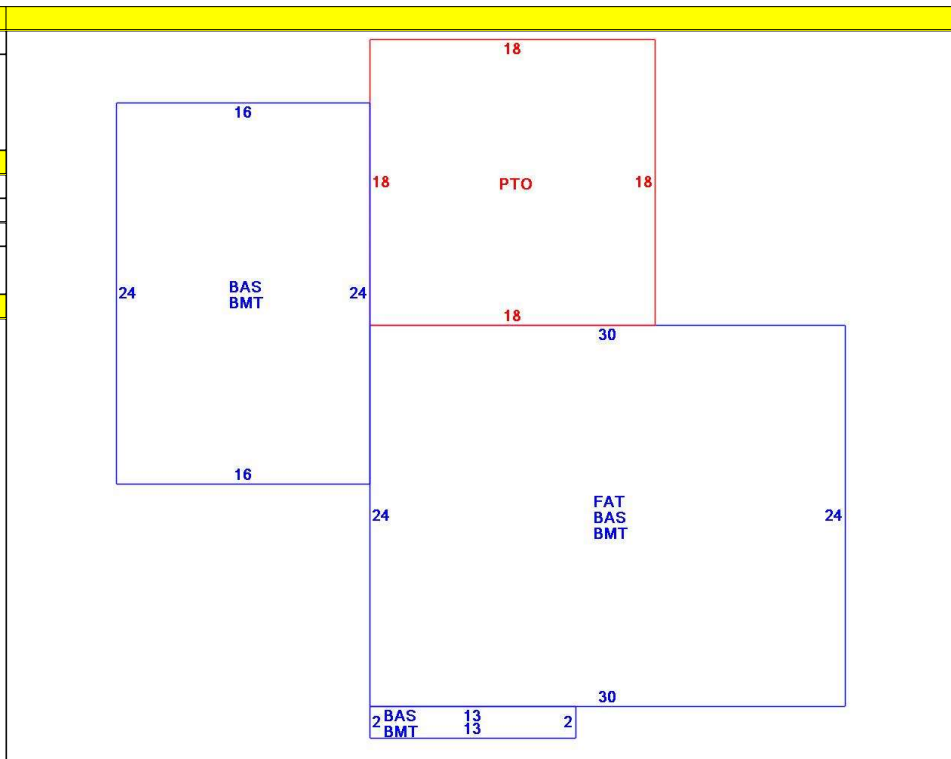 18
16
18 PTO 18
24 BAS 24
BMT
18
30
16
FAT
24 BAS 24
BMT
30
2 BAS 13 2
BMT 13